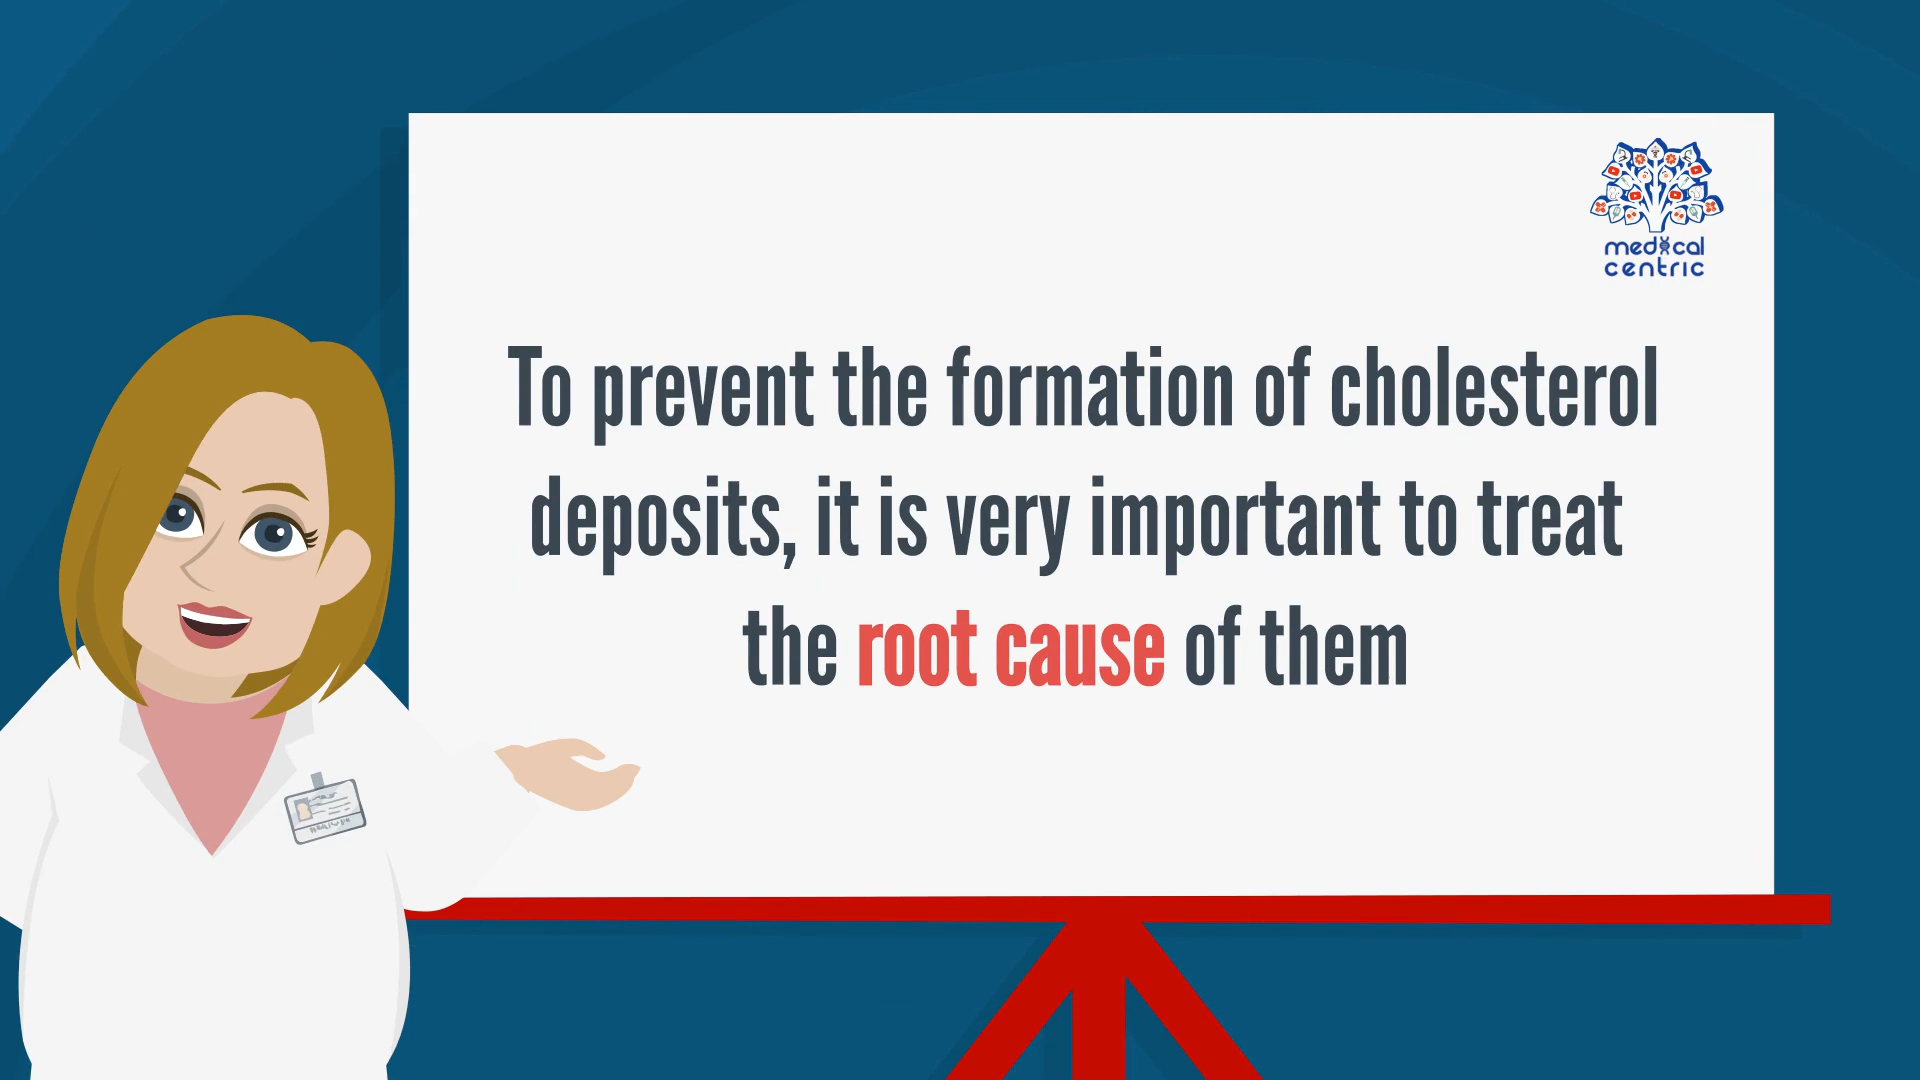 medical
centric
To prevent the formation of cholesterol
deposits, it is very important to treat
the root cause of them